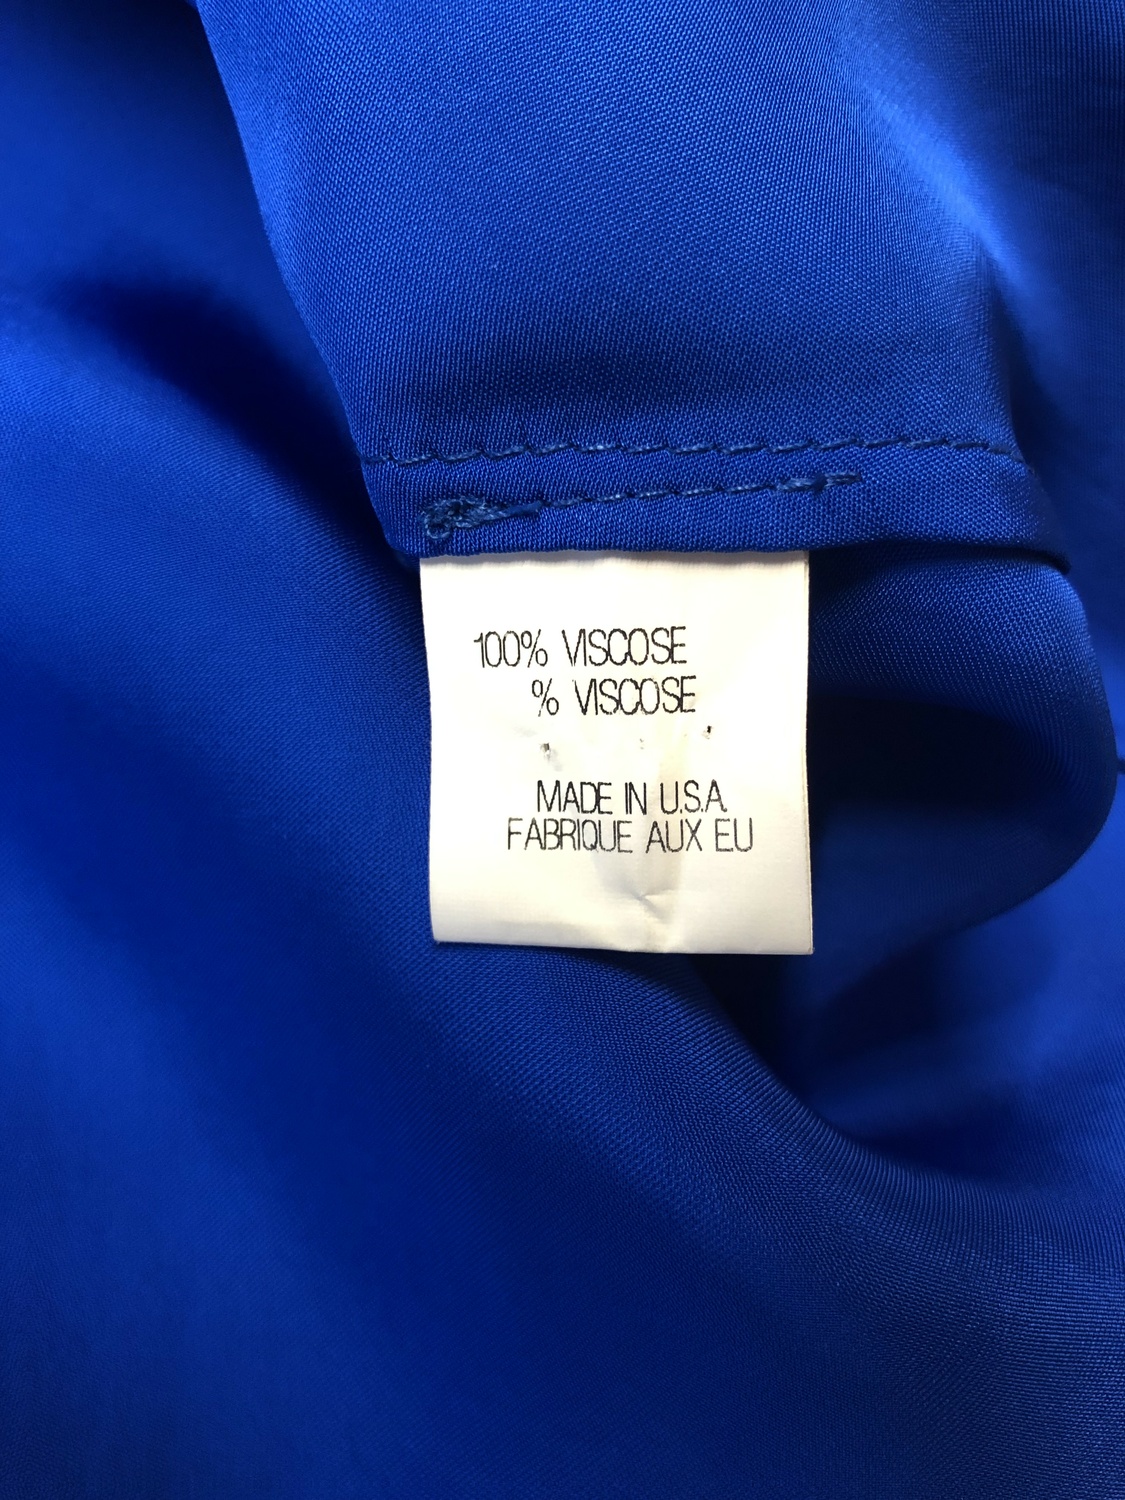 100% VISCOSE
% VISCOSE
MADE IN U.S.A.
FABRIQUE AUX EU